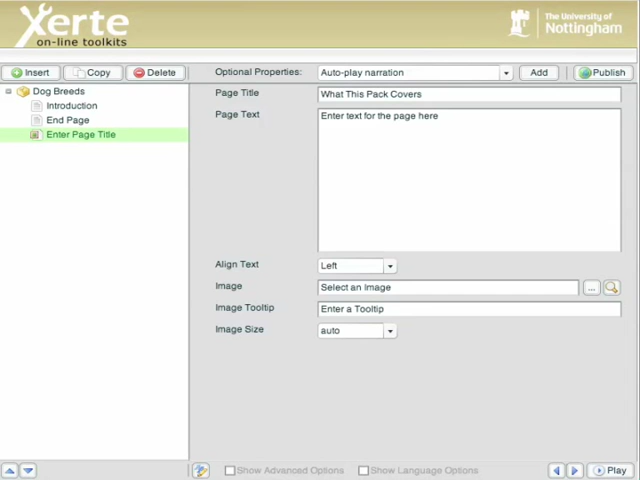 Xerte
on-line toolkits
The University of
Nottingham
Insert
Copy
Delete
Optional Properties:
Auto-play narration
Add
Publish
Dog Breeds
Introduction
End Page
Enter Page Title
Page Title
What This Pack Covers
Page Text
Enter text for the page here
Align Text
Left
Image
Select an Image
...
Image Tooltip
Enter a Tooltip
Image Size
auto
Show Advanced Options
Show Language Options
Play